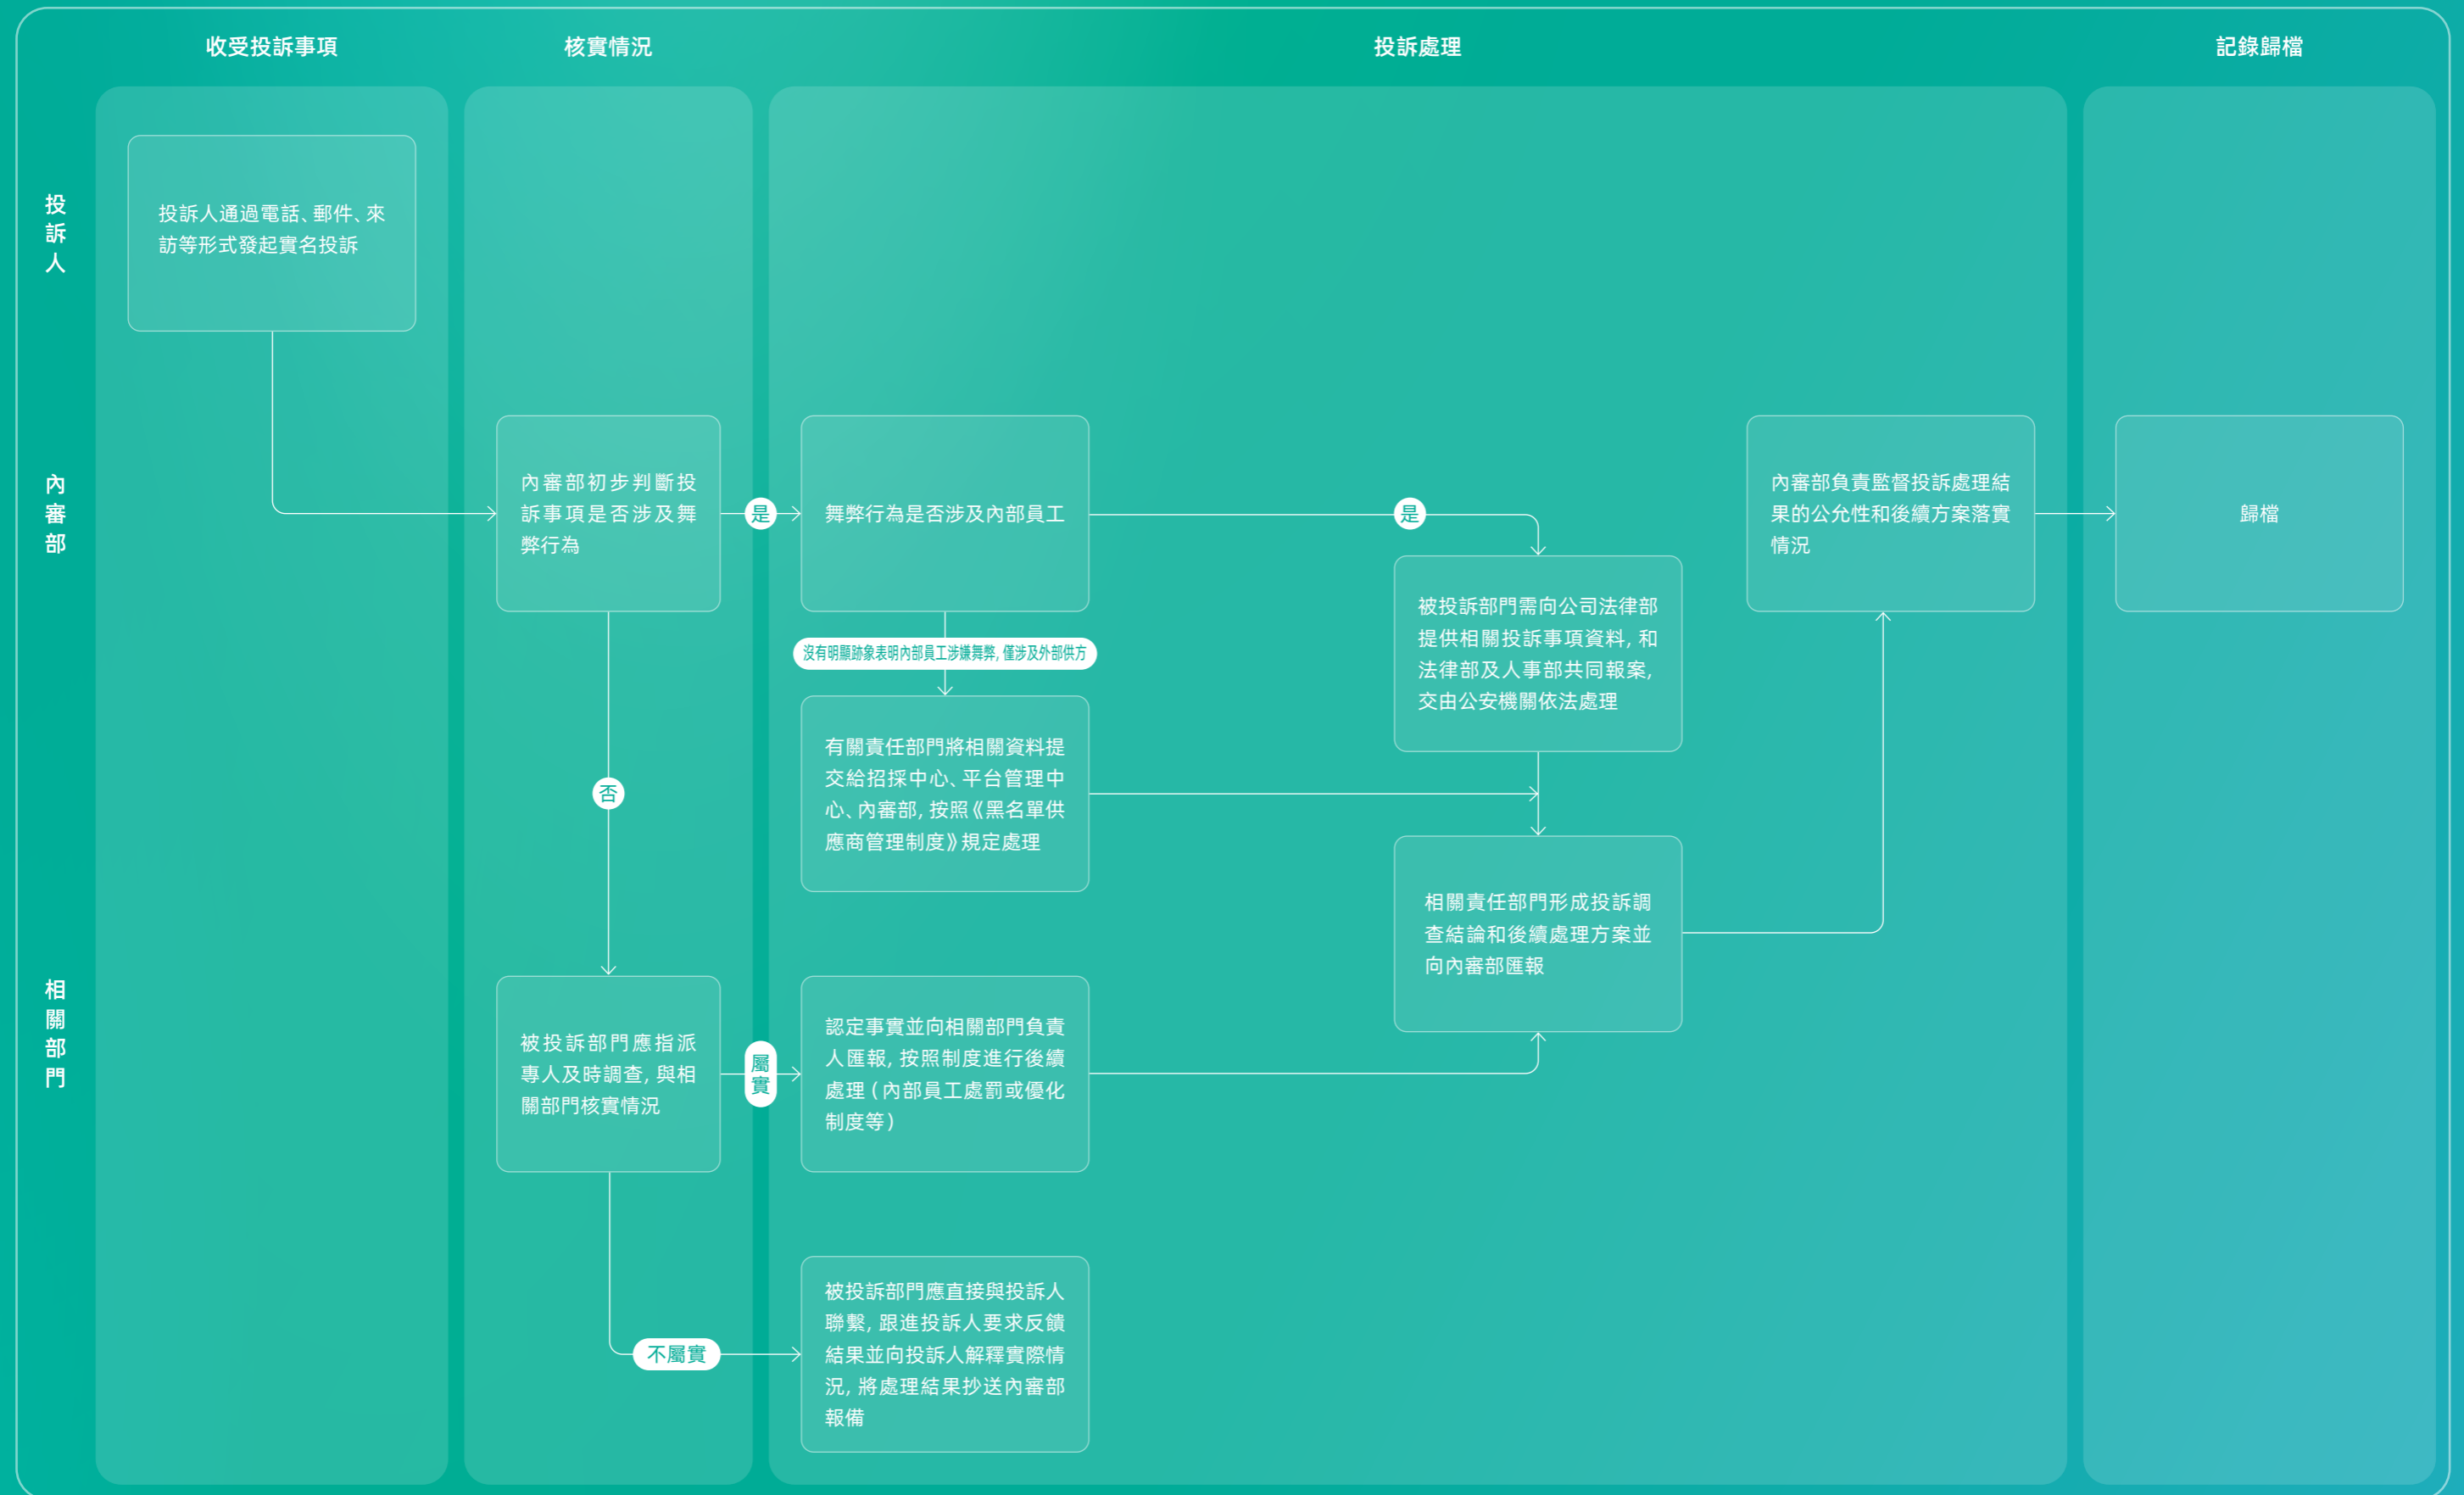 收受投訴事項
核實情況
投訴處理
記錄歸檔
投訴人
內審部
相關部門
投訴人通過電話、郵件、來
訪等形式發起實名投訴
內審部初步判斷投
訴事項是否涉及舞
弊行為
是
舞弊行為是否涉及內部員工
是
沒有明顯跡象表明內部員工涉嫌舞弊, 僅涉及外部供方
被投訴部門需向公司法律部
提供相關投訴事項資料, 和
法律部及人事部共同報案,
交由公安機關依法處理
內審部負責監督投訴處理結
果的公允性和後續方案落實
情況
歸檔
否
有關責任部門將相關資料提
交給招採中心、平台管理中
心、內審部, 按照《黑名單供
應商管理制度》規定處理
相關責任部門形成投訴調
查結論和後續處理方案並
向內審部匯報
被投訴部門應指派
專人及時調查, 與相
關部門核實情況
屬實
認定事實並向相關部門負責
人匯報, 按照制度進行後續
處理 ( 內部員工處罰或優化
制度等 )
不屬實
被投訴部門應直接與投訴人
聯繫, 跟進投訴人要求反饋
結果並向投訴人解釋實際情
況, 將處理結果抄送內審部
報備